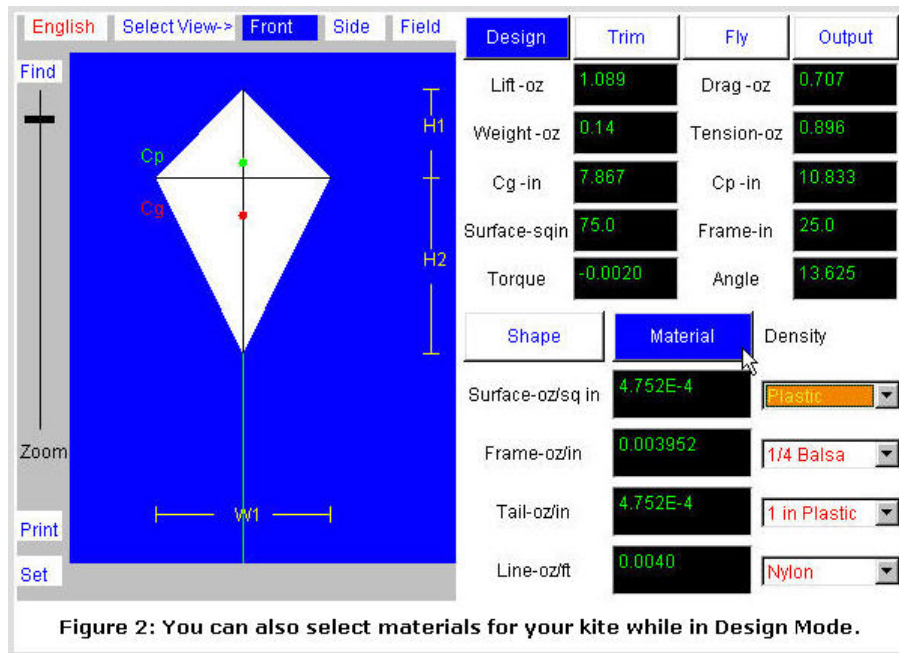 English Select View-> Front Side Field
Design Trim Fly Output
Find
Lift -oz 1.089 Drag -oz 0.707
H1
Weight -oz 0.14 Tension-oz 0.896
Cp
Cg -in 7.867 Cp -in 10.833
Cg
Surface-sqin 75.0 Frame-in 25.0
H2
Torque -0.0020 Angle 13.625
Shape Material Density
Surface-oz/sq in 4.752E-4 Plastic
Zoom
Frame-oz/in 0.003952 1/4 Balsa
W1
Tail-oz/in 4.752E-4 1 in Plastic
Print
Line-oz/ft 0.0040 Nylon
Set
Figure 2: You can also select materials for your kite while in Design Mode.